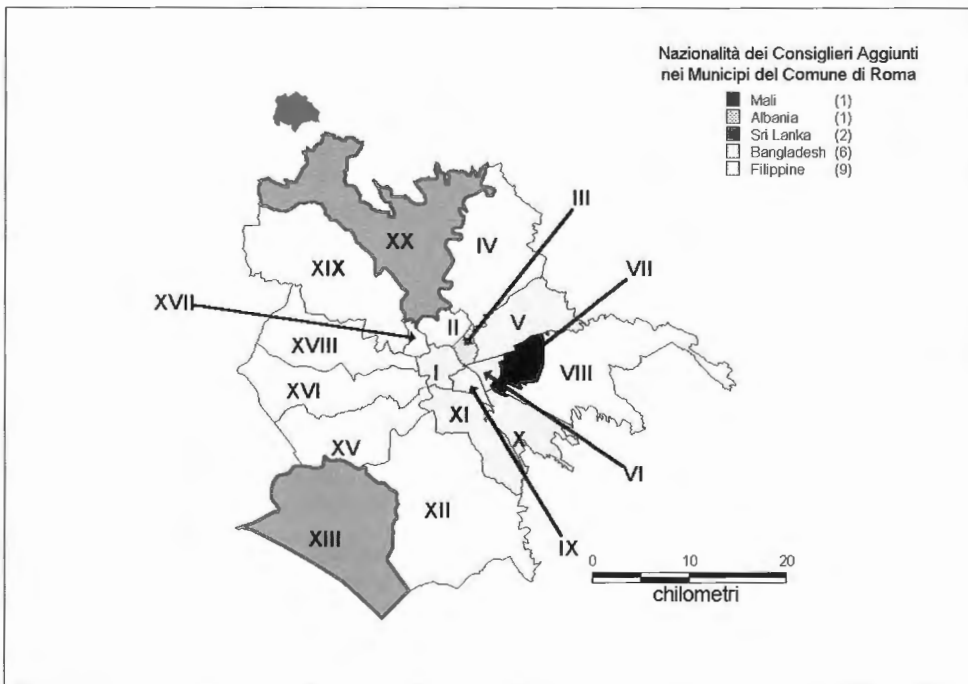 Nazionalità dei Consiglieri Aggiunti
nei Municipi del Comune di Roma
Mali (1)
Albania (1)
Sri Lanka (2)
Bangladesh (6)
Filippine (9)
III
XX
IV
XIX
VII
XVII
II
V
XVIII
I
VIII
XVI
XI
X
XV
VI
XII
IX
XIII
0 10 20
chilometri